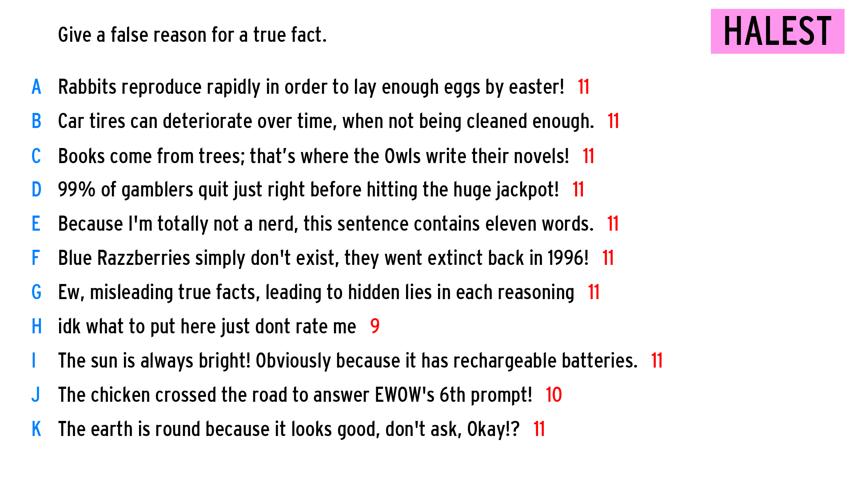 Give a false reason for a true fact.
HALEST
A Rabbits reproduce rapidly in order to lay enough eggs by easter! 11
B Car tires can deteriorate over time, when not being cleaned enough. 11
C Books come from trees; that's where the Owls write their novels! 11
D 99% of gamblers quit just right before hitting the huge jackpot! 11
E Because I'm totally not a nerd, this sentence contains eleven words. 11
F Blue Razzberries simply don't exist, they went extinct back in 1996! 11
G Ew, misleading true facts, leading to hidden lies in each reasoning 11
H idk what to put here just dont rate me 9
I The sun is always bright! Obviously because it has rechargeable batteries. 11
J The chicken crossed the road to answer EWOW's 6th prompt! 10
K The earth is round because it looks good, don't ask, Okay!? 11